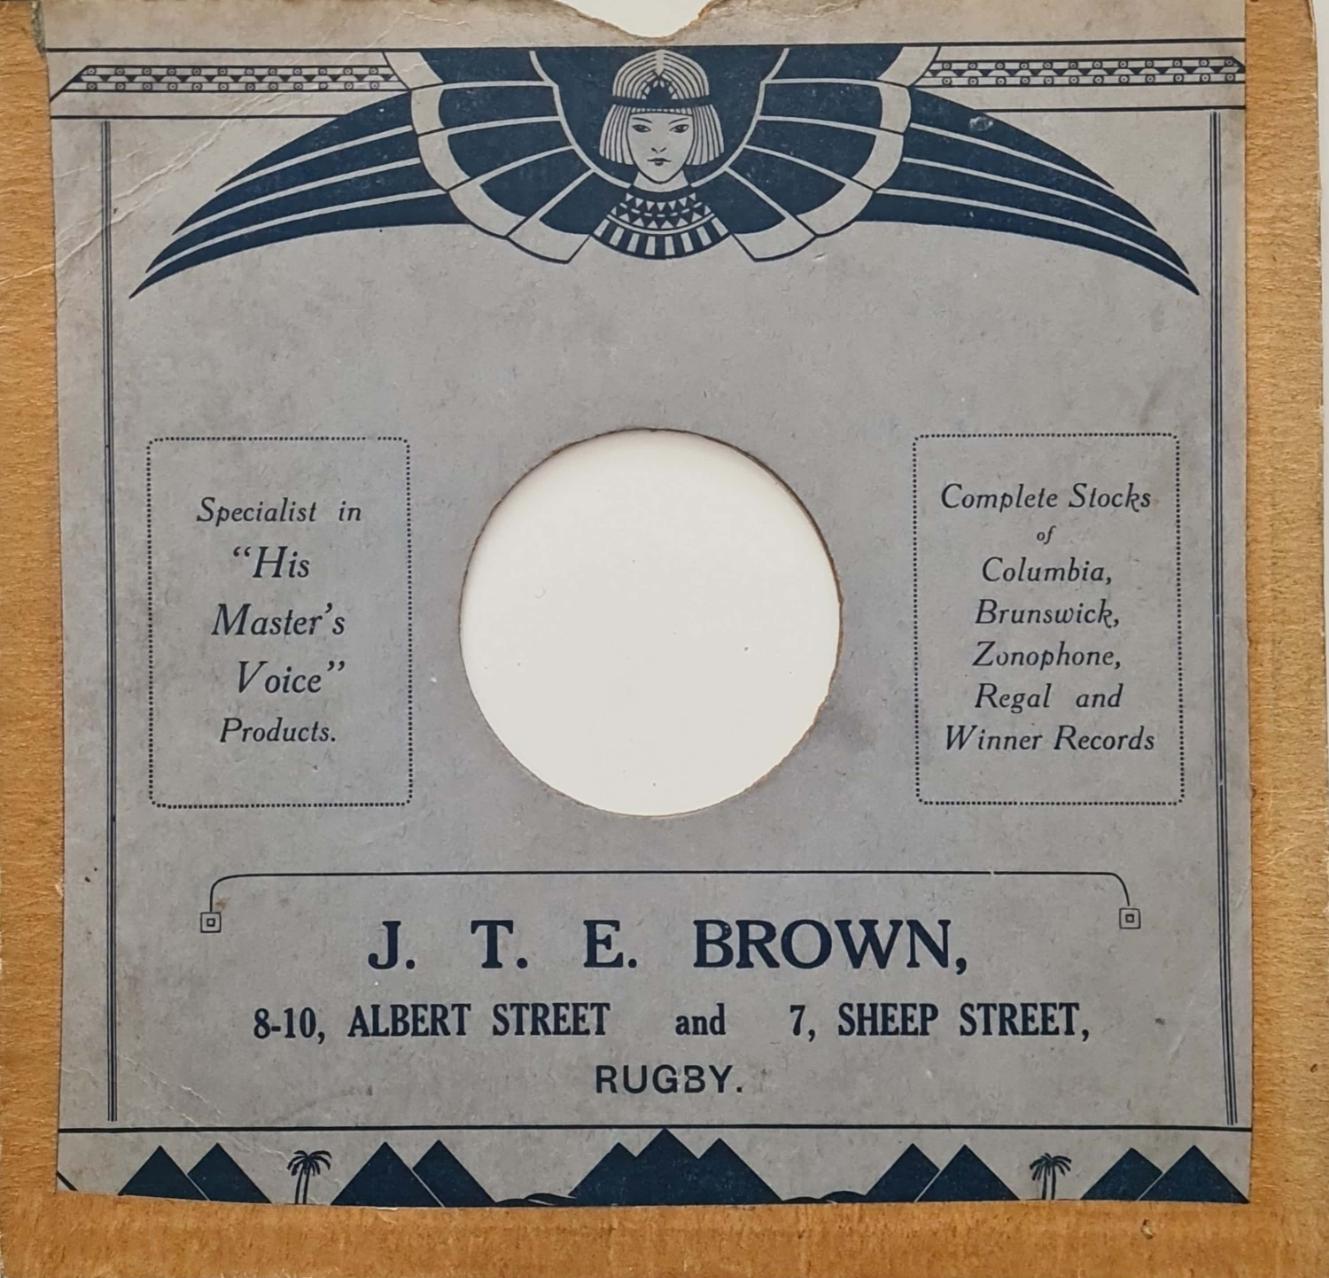 Specialist in
“His
Master's
Voice”
Products.
Complete Stocks
of
Columbia,
Brunswick,
Zonophone,
Regal and
Winner Records
J. T. E. BROWN,
8-10, ALBERT STREET and 7, SHEEP STREET,
RUGBY.